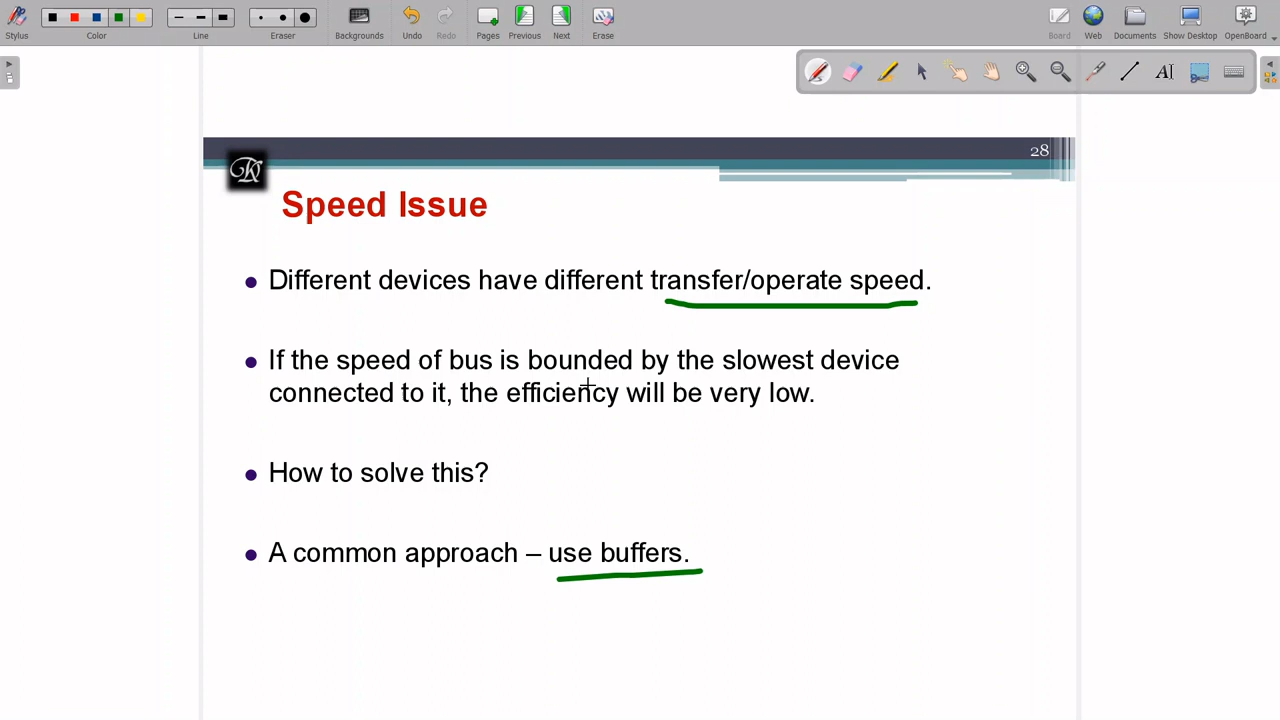 Stylus
Color
Line
Eraser
Backgrounds
Undo
Redo
Pages
Previous
Next
Erase
Board
Web
Documents
Show Desktop
OpenBoard
AI
28
Speed Issue
• Different devices have different transfer/operate speed.
• If the speed of bus is bounded by the slowest device
connected to it, the efficiency will be very low.
• How to solve this?
• A common approach – use buffers.